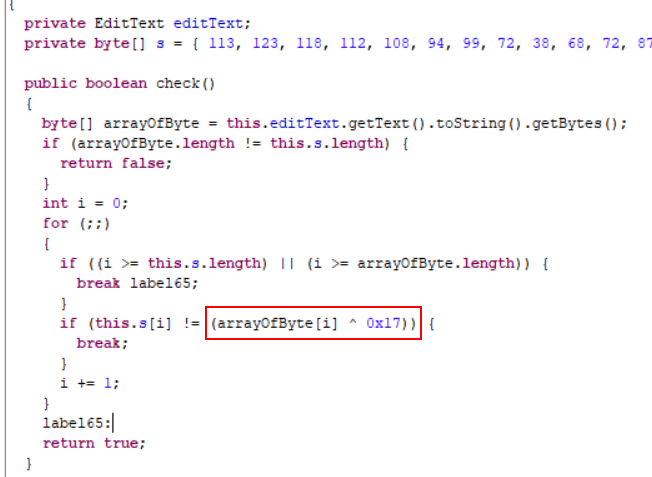 {
private EditText editText;
private byte[] s = { 113, 123, 118, 112, 108, 94, 99, 72, 38, 68, 72, 87
public boolean check()
{
byte[] arrayOfByte = this.editText.getText().toString().getBytes();
if (arrayOfByte.length != this.s.length) {
return false;
}
int i = 0;
for (;;)
{
if ((i >= this.s.length) || (i >= arrayOfByte.length)) {
break label65;
}
if (this.s[i] != (arrayOfByte[i] ^ 0x17)) {
break;
}
i += 1;
}
label65:
return true;
}